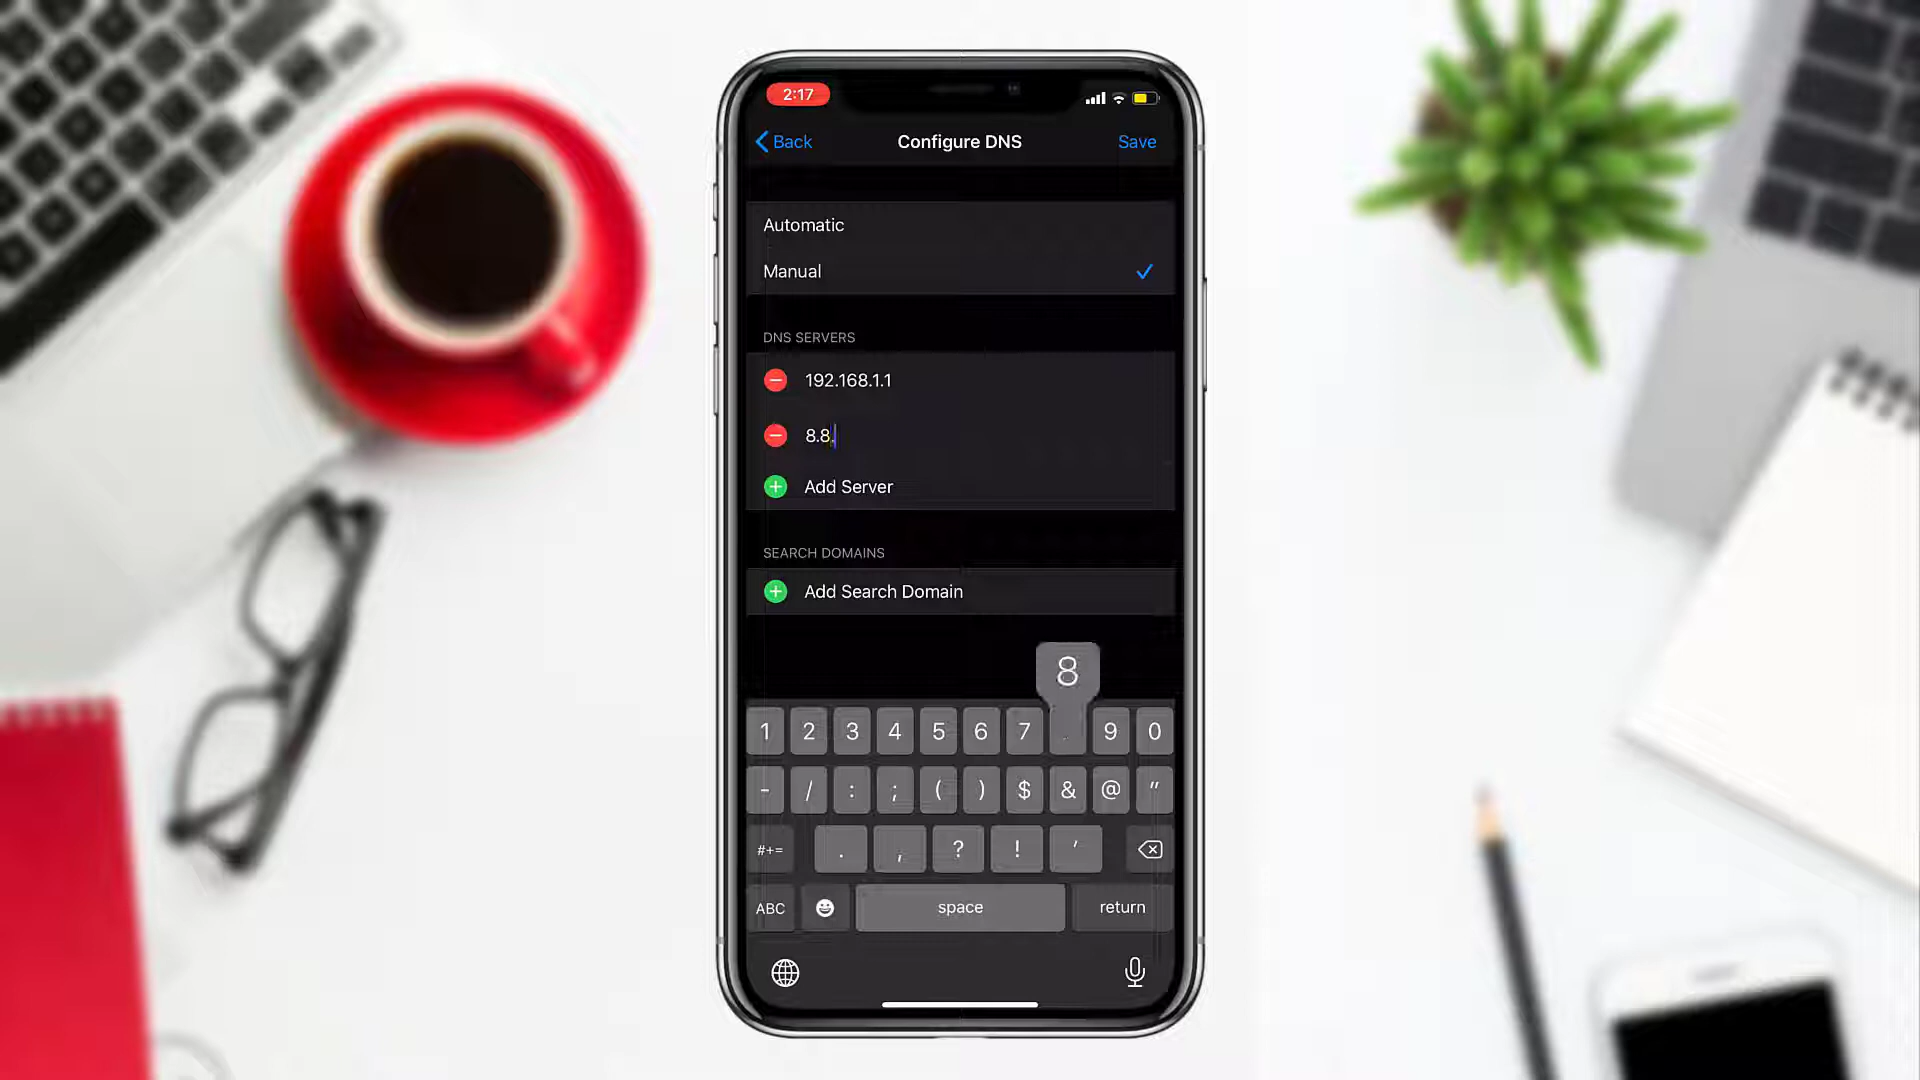 2:17
Back
Configure DNS
Save
Automatic
Manual
DNS SERVERS
192.168.1.1
8.8.
Add Server
SEARCH DOMAINS
Add Search Domain
8
1 2 3 4 5 6 7 9 0
- / : ; ( ) $ & @ "
#+= . , ? ! '
ABC space return